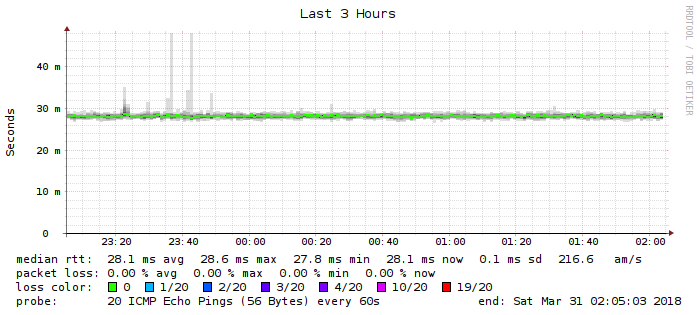 Last 3 Hours
RRDTOOL / TOBI OETIKER
Seconds
40 m
30 m
20 m
10 m
0
23:20 23:40 00:00 00:20 00:40 01:00 01:20 01:40 02:00
median rtt: 28.1 ms avg 28.6 ms max 27.8 ms min 28.1 ms now 0.1 ms sd 216.6 am/s
packet loss: 0.00 % avg 0.00 % max 0.00 % min 0.00 % now
loss color: 0 1/20 2/20 3/20 4/20 10/20 19/20
probe: 20 ICMP Echo Pings (56 Bytes) every 60s end: Sat Mar 31 02:05:03 2018